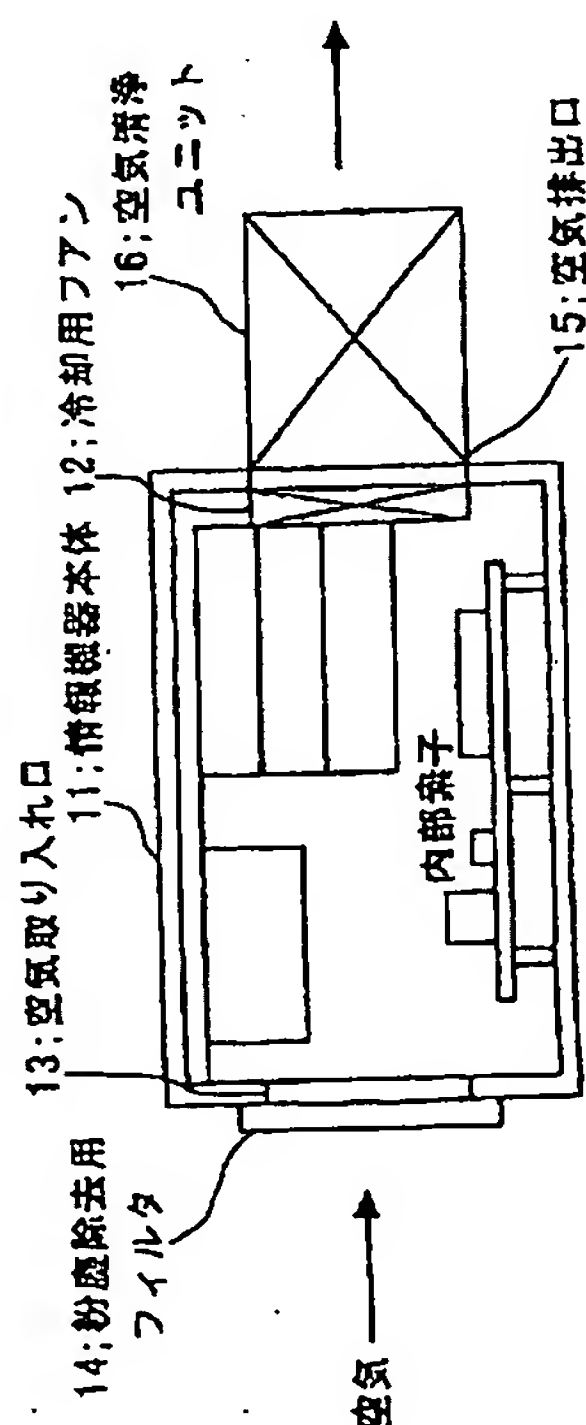 14;粉塵除去用
フィルタ
13;空気取り入れ口
11;情報機器本体
12;冷却用フアン
16;空気清浄
ユニット
空気
内部素子
15;空気排出口